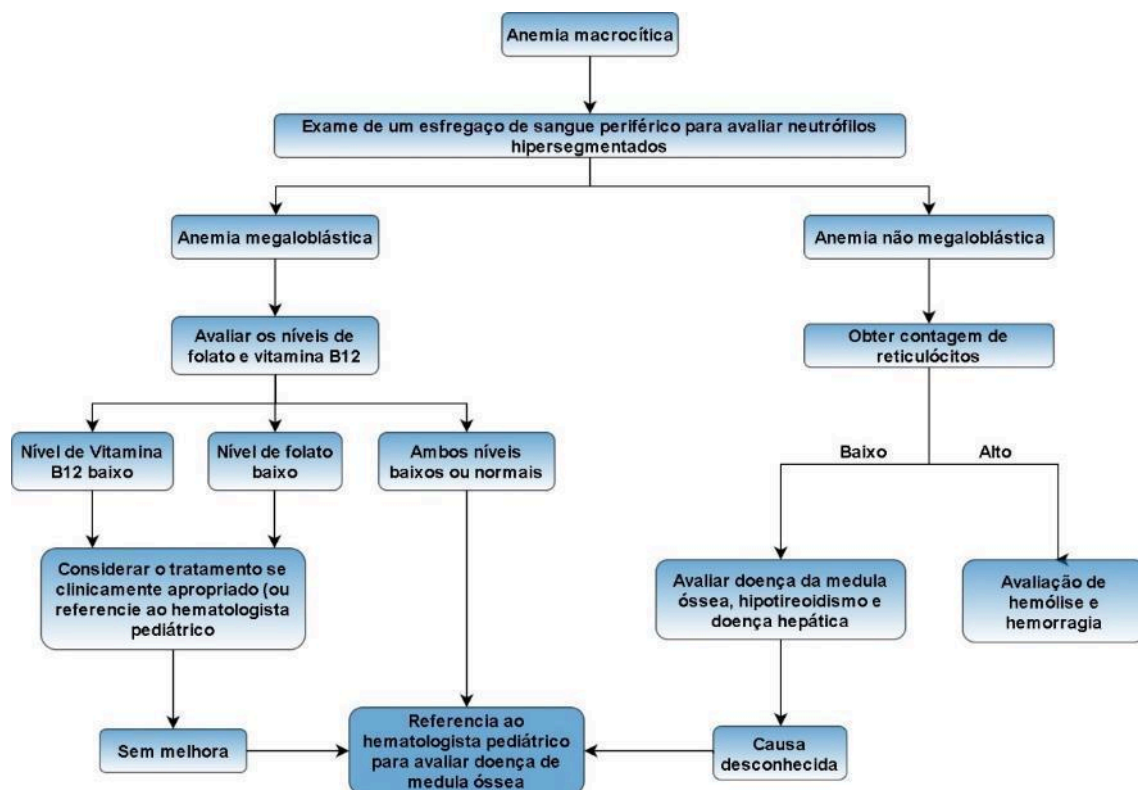 Anemia macrocítica
Exame de um esfregaço de sangue periférico para avaliar neutrófilos
hipersegmentados
Anemia megaloblástica
Anemia não megaloblástica
Avaliar os níveis de
folato e vitamina B12
Obter contagem de
reticulócitos
Nível de Vitamina
B12 baixo
Nível de folato
baixo
Ambos níveis
baixos ou normais
Baixo
Alto
Considerar o tratamento se
clinicamente apropriado (ou
referencie ao hematologista
pediátrico
Avaliar doença da medula
óssea, hipotireoidismo e
doença hepática
Avaliação de
hemólise e
hemorragia
Sem melhora
Referencia ao
hematologista pediátrico
para avaliar doença de
medula óssea
Causa
desconhecida